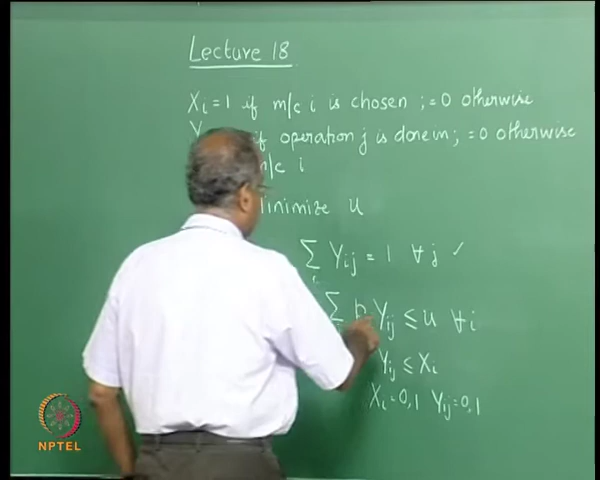 Lecture 18
Xi = 1 if m/c i is chosen ; = 0 otherwise
if operation j is done in ; = 0 otherwise
m/c i
inimize u
∑ Yij = 1 ∀ j ✓
i
∑ p Yij ≤ u ∀ i
Yij ≤ Xi
Xi = 0,1 Yij = 0,1
NPTEL